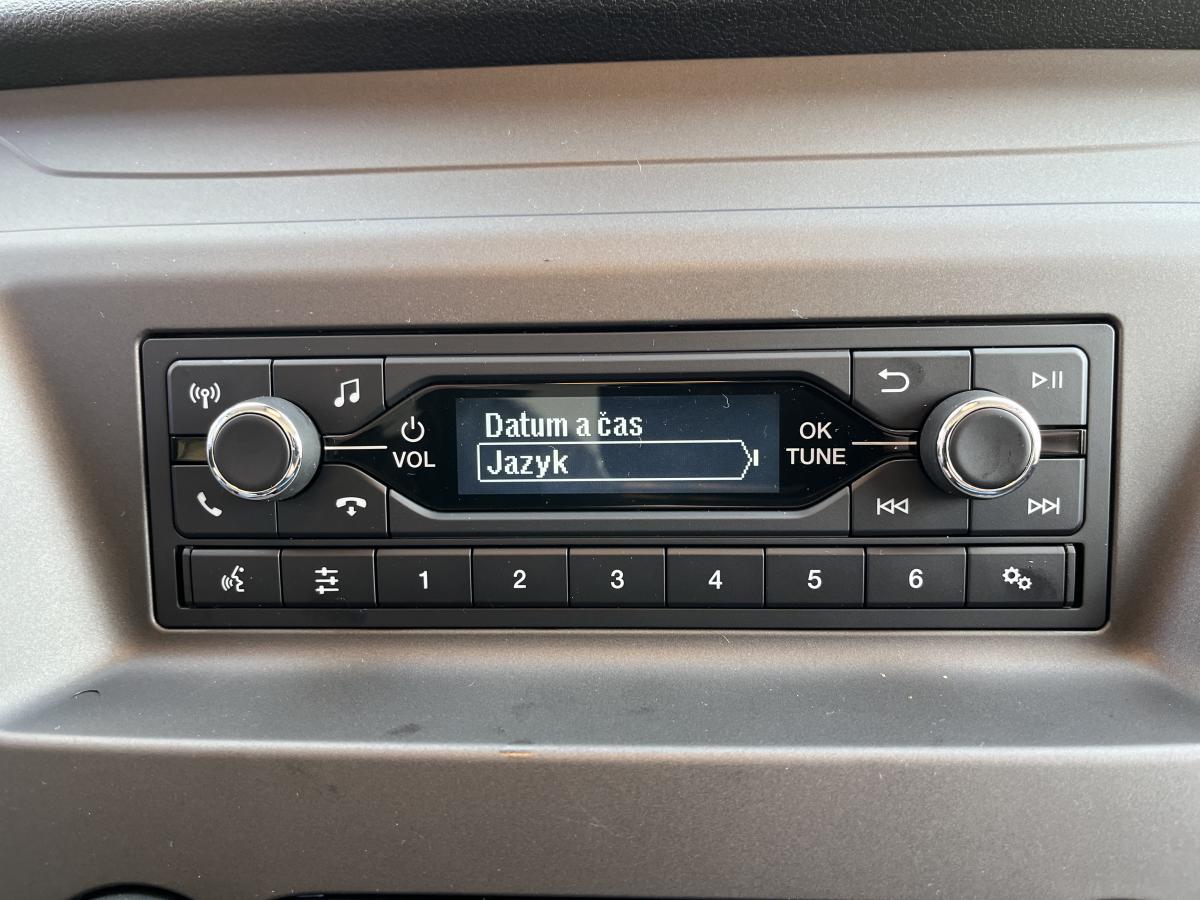 Datum a čas
Jazyk
VOL
OK
TUNE
1 2 3 4 5 6